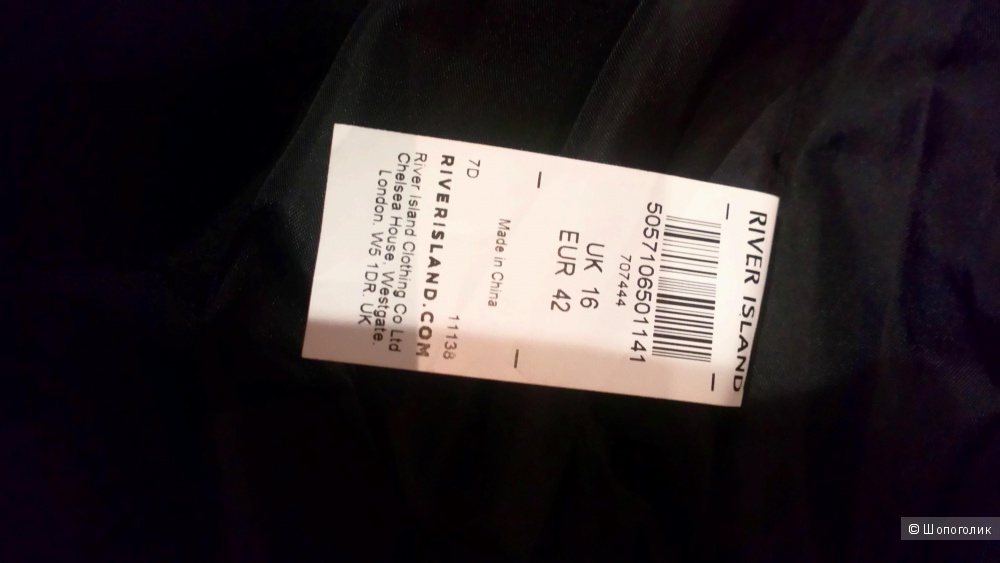 RIVER ISLAND
5057106501141
707444
UK 16
EUR 42
Made in China
7D
11138
RIVERISLAND.COM
River Island Clothing Co Ltd
Chelsea House, Westgate,
London. W5 1DR. UK
© Шопоголик